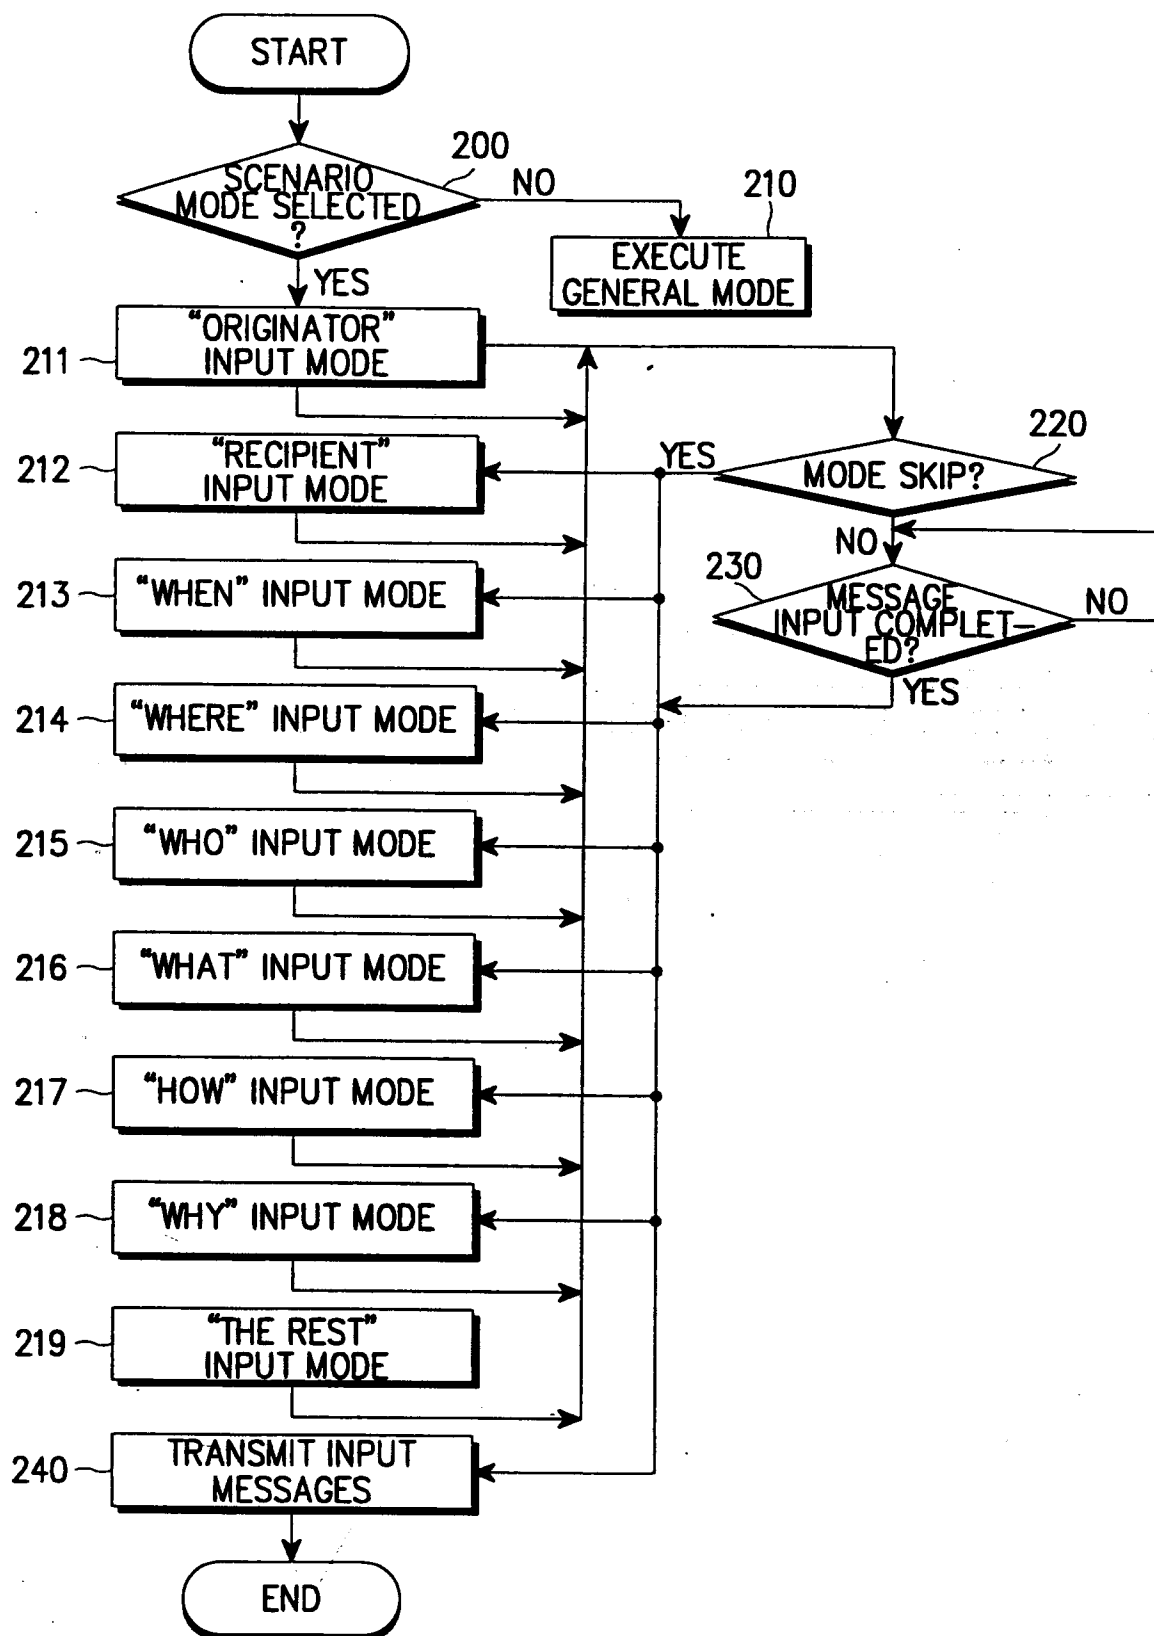 START
200
SCENARIO
MODE SELECTED
?
NO
210
YES
EXECUTE
GENERAL MODE
211
“ORIGINATOR”
INPUT MODE
212
“RECIPIENT”
INPUT MODE
YES
220
MODE SKIP?
NO
213
“WHEN” INPUT MODE
230
MESSAGE
INPUT COMPLET-
ED?
NO
YES
214
“WHERE” INPUT MODE
215
“WHO” INPUT MODE
216
“WHAT” INPUT MODE
217
“HOW” INPUT MODE
218
“WHY” INPUT MODE
219
“THE REST”
INPUT MODE
240
TRANSMIT INPUT
MESSAGES
END